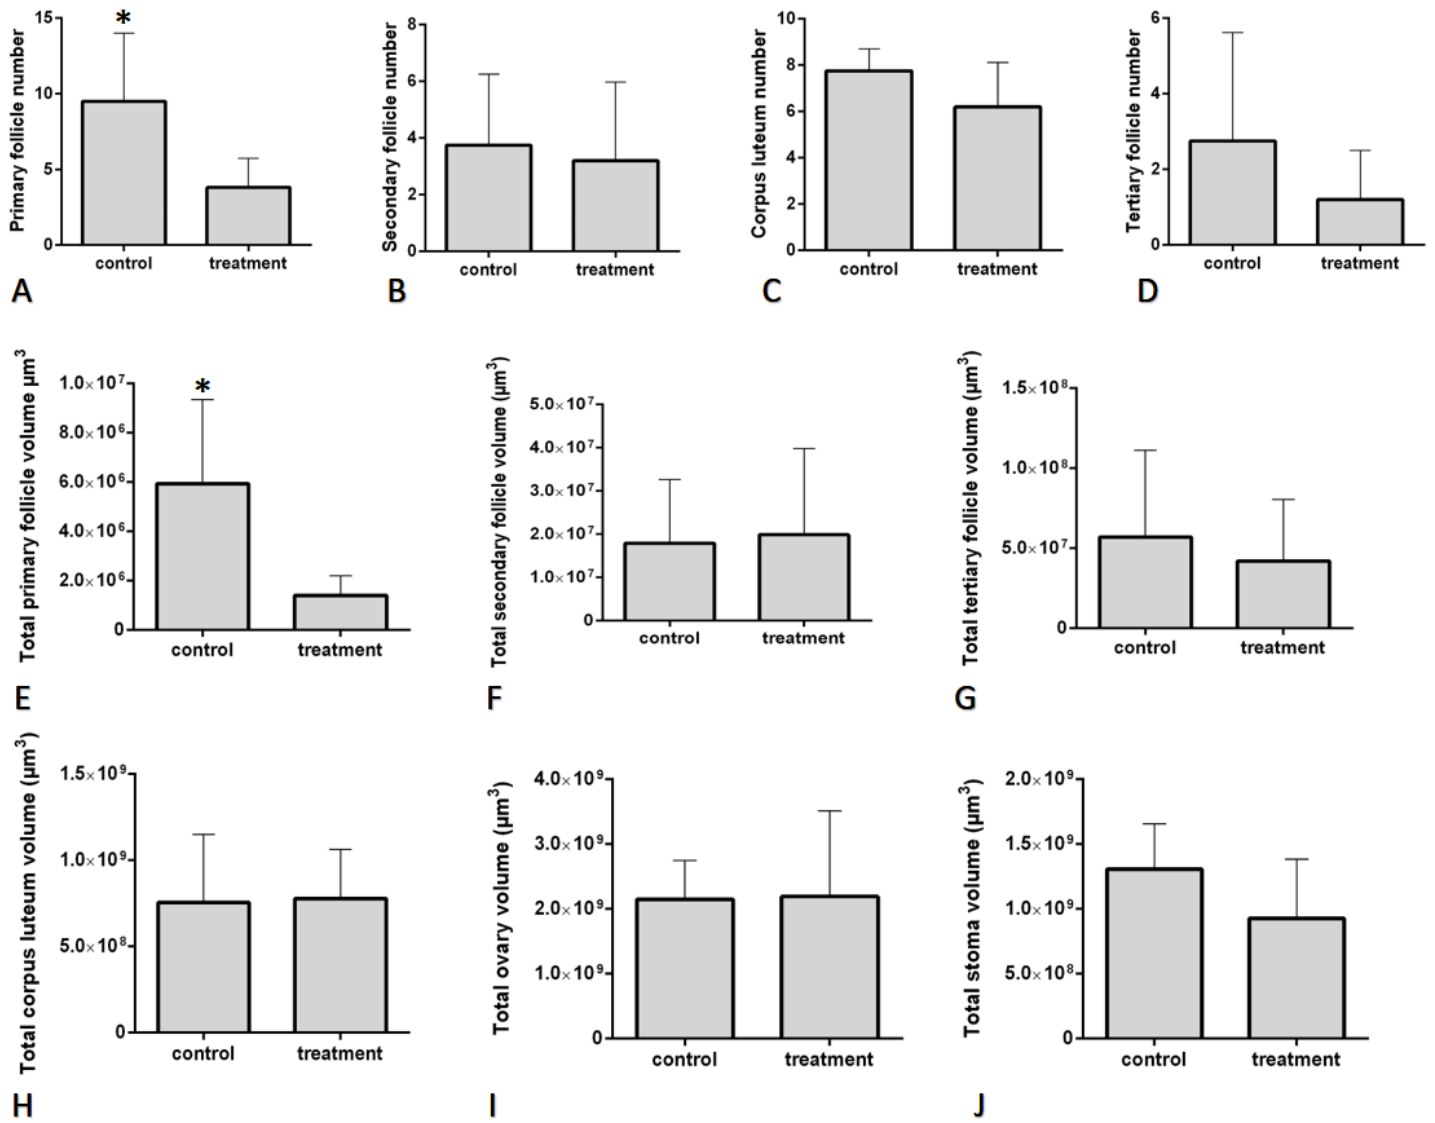 Primary follicle number
15
10
5
0
*
control
treatment
A
Secondary follicle number
8
6
4
2
0
control
treatment
B
Corpus luteum number
10
8
6
4
2
0
control
treatment
C
Tertiary follicle number
6
4
2
0
control
treatment
D
Total primary follicle volume µm³
1.0×10⁷
8.0×10⁶
6.0×10⁶
4.0×10⁶
2.0×10⁶
0
*
control
treatment
E
Total secondary follicle volume (µm³)
5.0×10⁷
4.0×10⁷
3.0×10⁷
2.0×10⁷
1.0×10⁷
0
control
treatment
F
Total tertiary follicle volume (µm³)
1.5×10⁸
1.0×10⁸
5.0×10⁷
0
control
treatment
G
Total corpus luteum volume (µm³)
1.5×10⁹
1.0×10⁹
5.0×10⁸
0
control
treatment
H
Total ovary volume (µm³)
4.0×10⁹
3.0×10⁹
2.0×10⁹
1.0×10⁹
0
control
treatment
I
Total stoma volume (µm³)
2.0×10⁹
1.5×10⁹
1.0×10⁹
5.0×10⁸
0
control
treatment
J